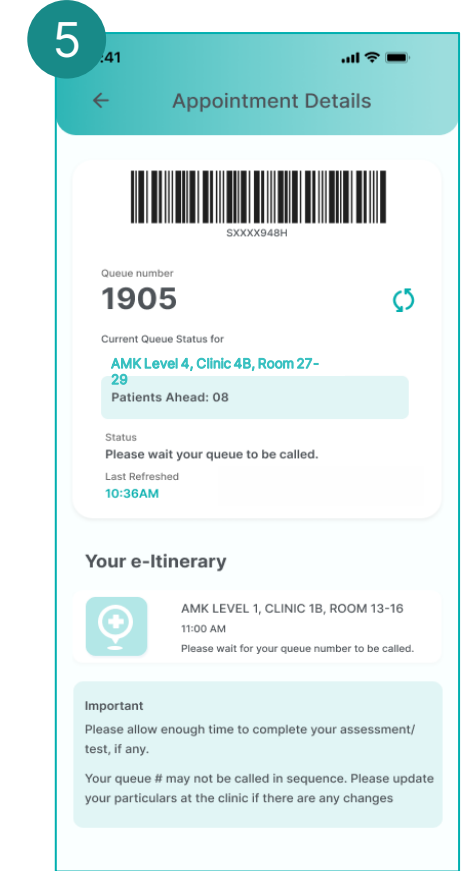 5
:41
Appointment Details
SXXXX948H
Queue number
1905
Current Queue Status for
AMK Level 4, Clinic 4B, Room 27-
29
Patients Ahead: 08
Status
Please wait your queue to be called.
Last Refreshed
10:36AM
Your e-Itinerary
AMK LEVEL 1, CLINIC 1B, ROOM 13-16
11:00 AM
Please wait for your queue number to be called.
Important
Please allow enough time to complete your assessment/
test, if any.
Your queue # may not be called in sequence. Please update
your particulars at the clinic if there are any changes